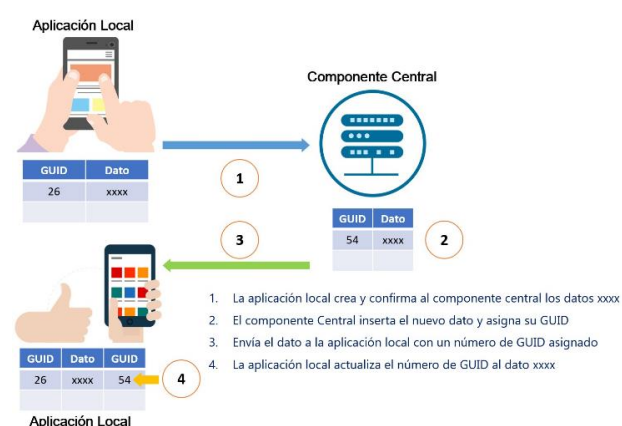 Aplicación Local
Componente Central
1
GUID Dato
26 xxxx
GUID Dato
54 xxxx
2
3
1. La aplicación local crea y confirma al componente central los datos xxxx
2. El componente Central inserta el nuevo dato y asigna su GUID
3. Envía el dato a la aplicación local con un número de GUID asignado
4. La aplicación local actualiza el número de GUID al dato xxxx
GUID Dato GUID
26 xxxx 54
4
Aplicación Local